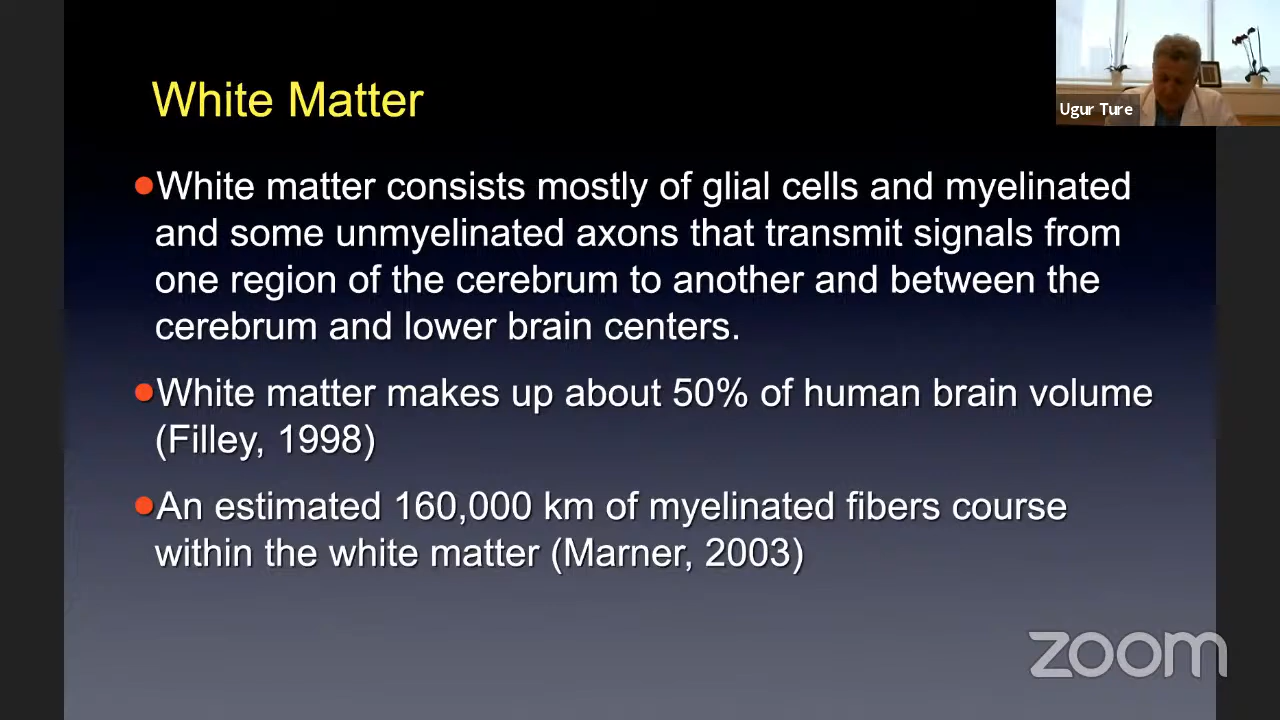 Ugur Ture
White Matter
●White matter consists mostly of glial cells and myelinated
and some unmyelinated axons that transmit signals from
one region of the cerebrum to another and between the
cerebrum and lower brain centers.
●White matter makes up about 50% of human brain volume
(Filley, 1998)
●An estimated 160,000 km of myelinated fibers course
within the white matter (Marner, 2003)
zoom